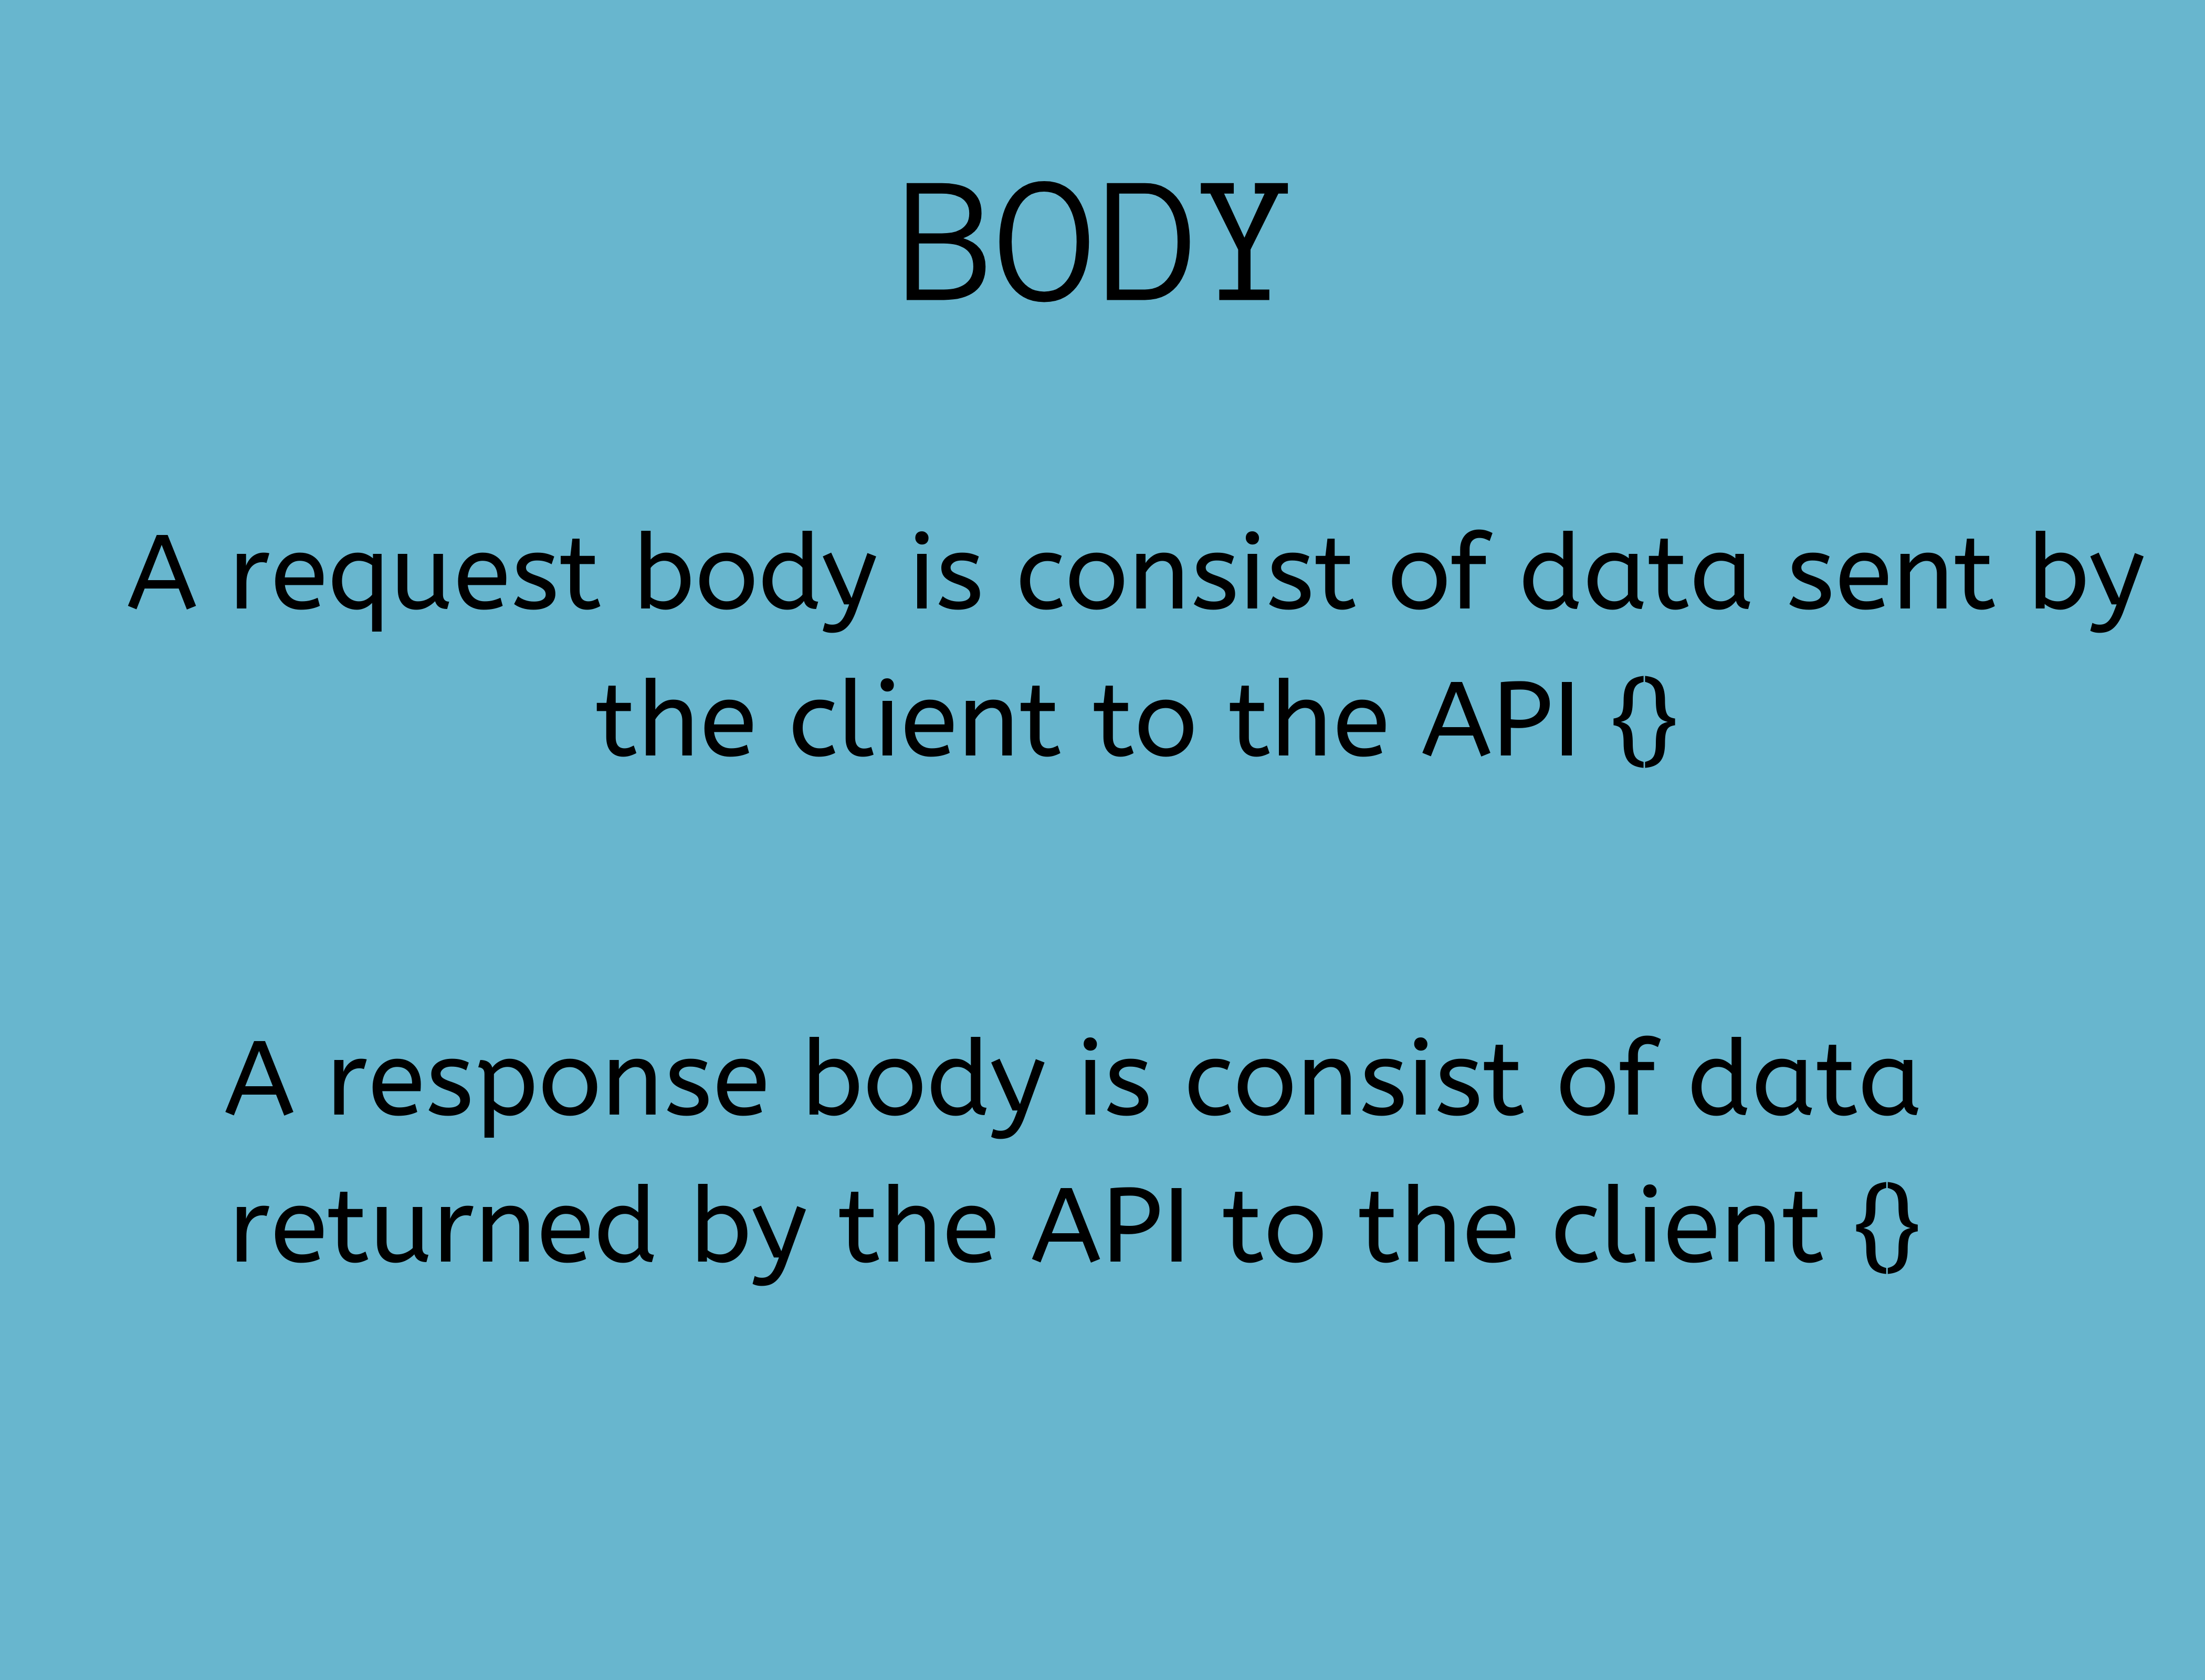 BODY
A request body is consist of data sent by
the client to the API {}
A response body is consist of data
returned by the API to the client {}